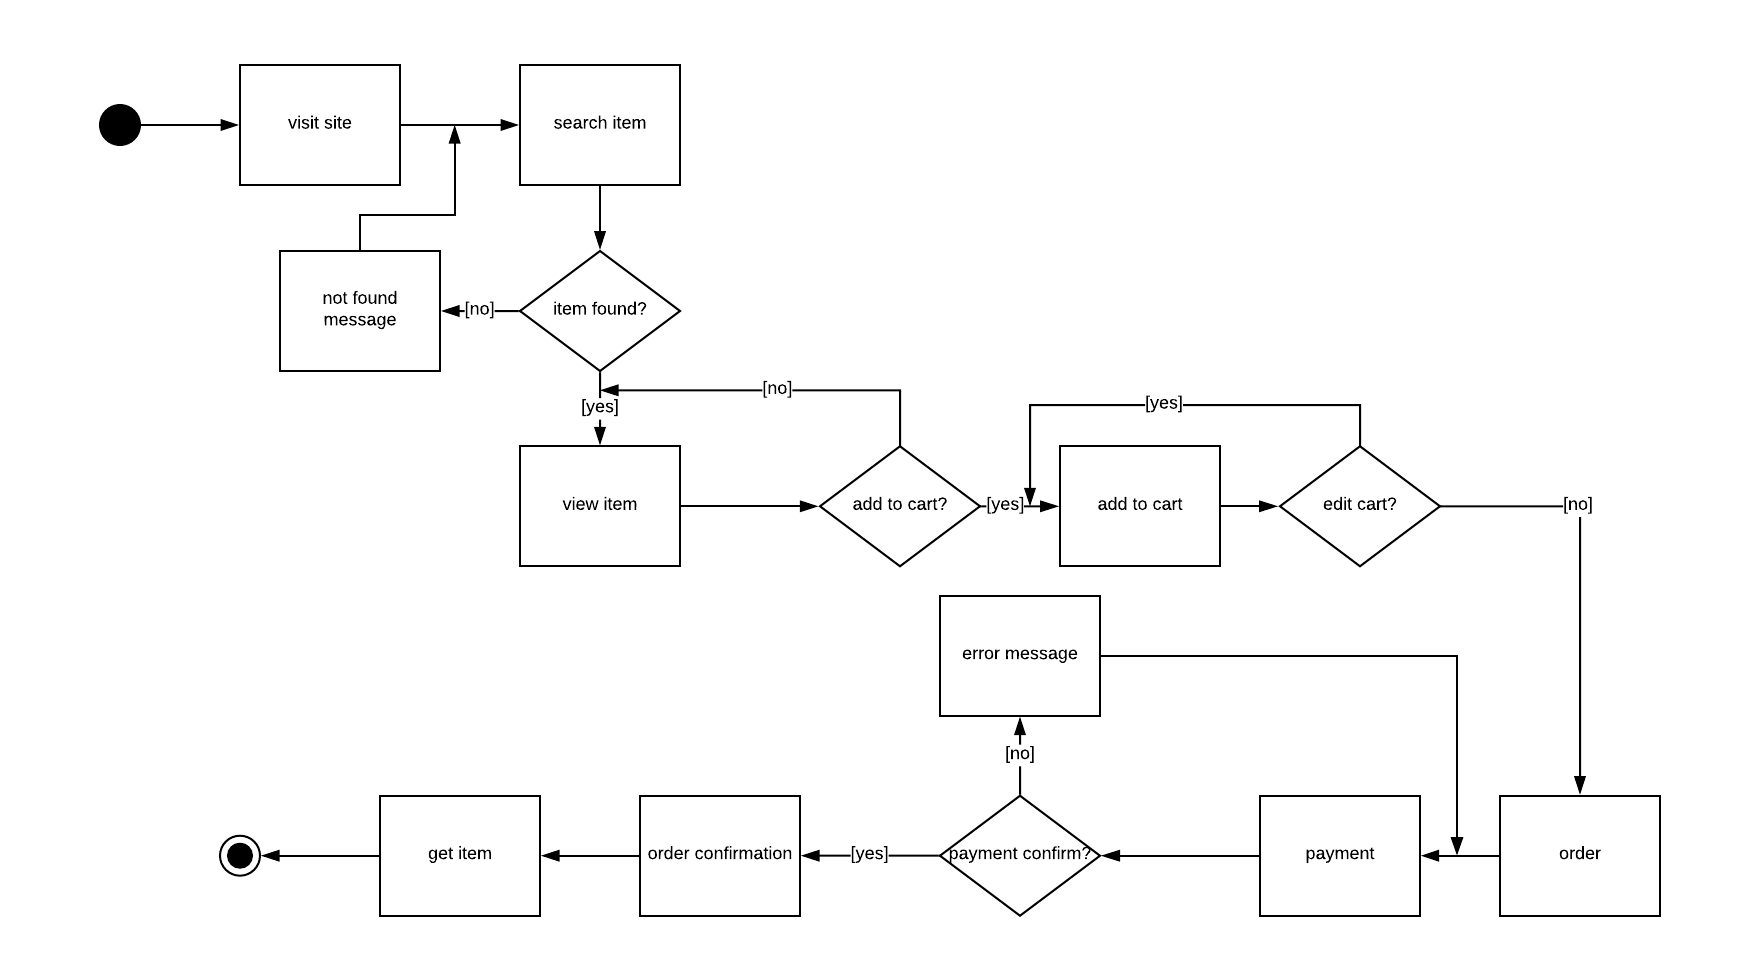 visit site
search item
not found
message
[no]
item found?
[no]
[yes]
[yes]
view item
add to cart?
[yes]
add to cart
edit cart?
[no]
error message
[no]
get item
order confirmation
[yes]
payment confirm?
payment
order